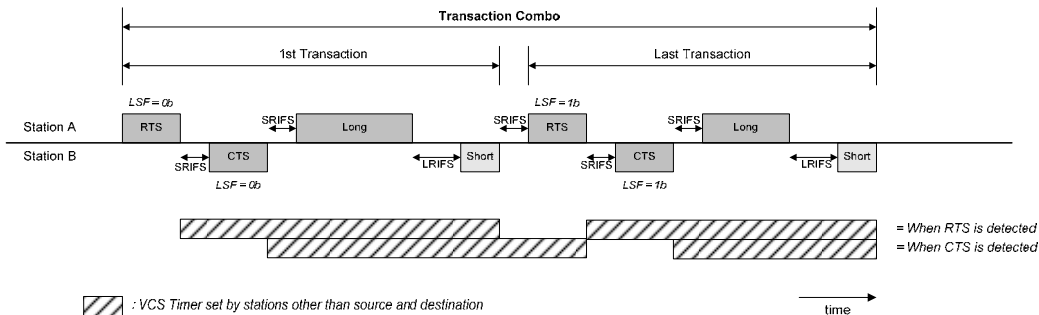 Transaction Combo
1st Transaction
Last Transaction
LSF = 0b
LSF = 1b
Station A
RTS
SRIFS
Long
SRIFS
RTS
SRIFS
Long
Station B
SRIFS
CTS
LRIFS
Short
SRIFS
CTS
LRIFS
Short
LSF = 0b
LSF = 1b
= When RTS is detected
= When CTS is detected
: VCS Timer set by stations other than source and destination
time